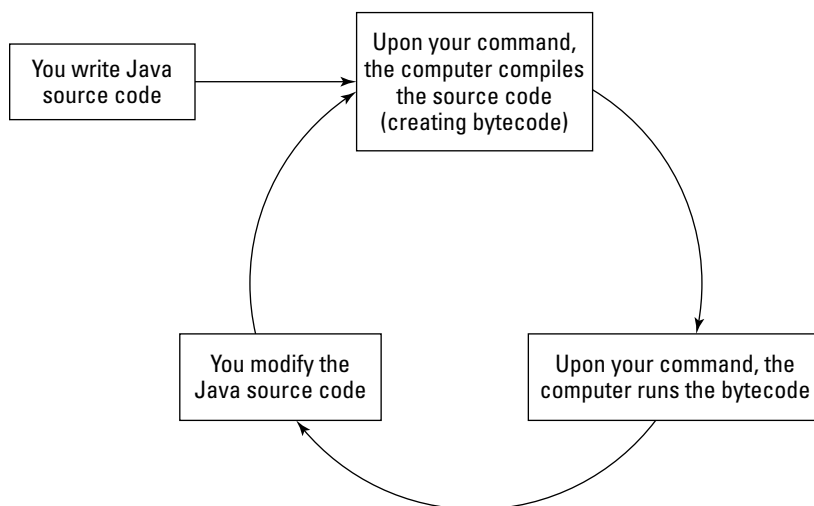 You write Java
source code
Upon your command,
the computer compiles
the source code
(creating bytecode)
You modify the
Java source code
Upon your command, the
computer runs the bytecode